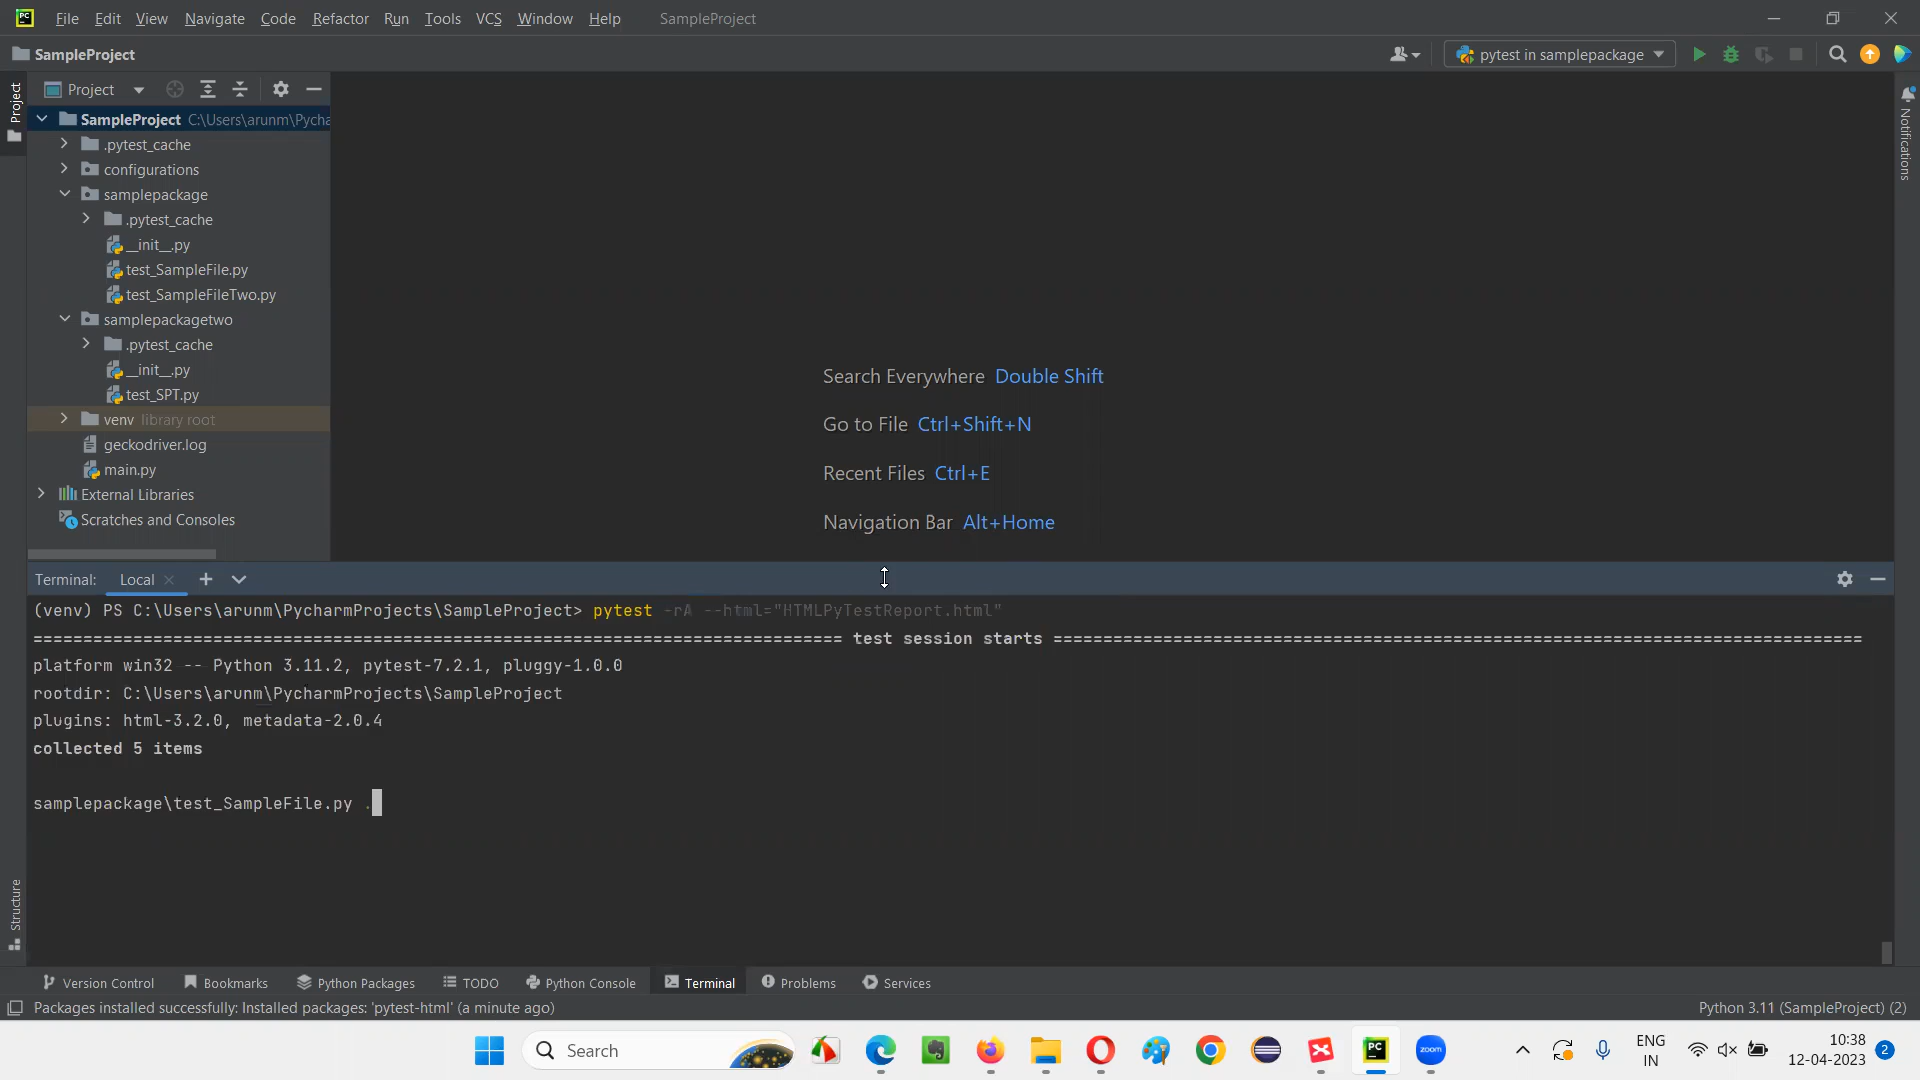 PC File Edit View Navigate Code Refactor Run Tools VCS Window Help SampleProject
SampleProject
pytest in samplepackage
Project
Project
Notifications
SampleProject C:\Users\arunm\Pycha
.pytest_cache
configurations
samplepackage
.pytest_cache
__init__.py
test_SampleFile.py
test_SampleFileTwo.py
samplepackagetwo
.pytest_cache
__init__.py
test_SPT.py
venv library root
geckodriver.log
main.py
External Libraries
Scratches and Consoles
Search Everywhere Double Shift
Go to File Ctrl+Shift+N
Recent Files Ctrl+E
Navigation Bar Alt+Home
Terminal: Local
(venv) PS C:\Users\arunm\PycharmProjects\SampleProject> pytest -rA --html="HTMLPyTestReport.html"
================================================================================= test session starts =================================================================================
platform win32 -- Python 3.11.2, pytest-7.2.1, pluggy-1.0.0
rootdir: C:\Users\arunm\PycharmProjects\SampleProject
plugins: html-3.2.0, metadata-2.0.4
collected 5 items
samplepackage\test_SampleFile.py .
Structure
Version Control Bookmarks Python Packages TODO Python Console Terminal Problems Services
Packages installed successfully: Installed packages: 'pytest-html' (a minute ago)
Python 3.11 (SampleProject) (2)
Search
PC
zoom
ENG
IN
10:38
12-04-2023
2